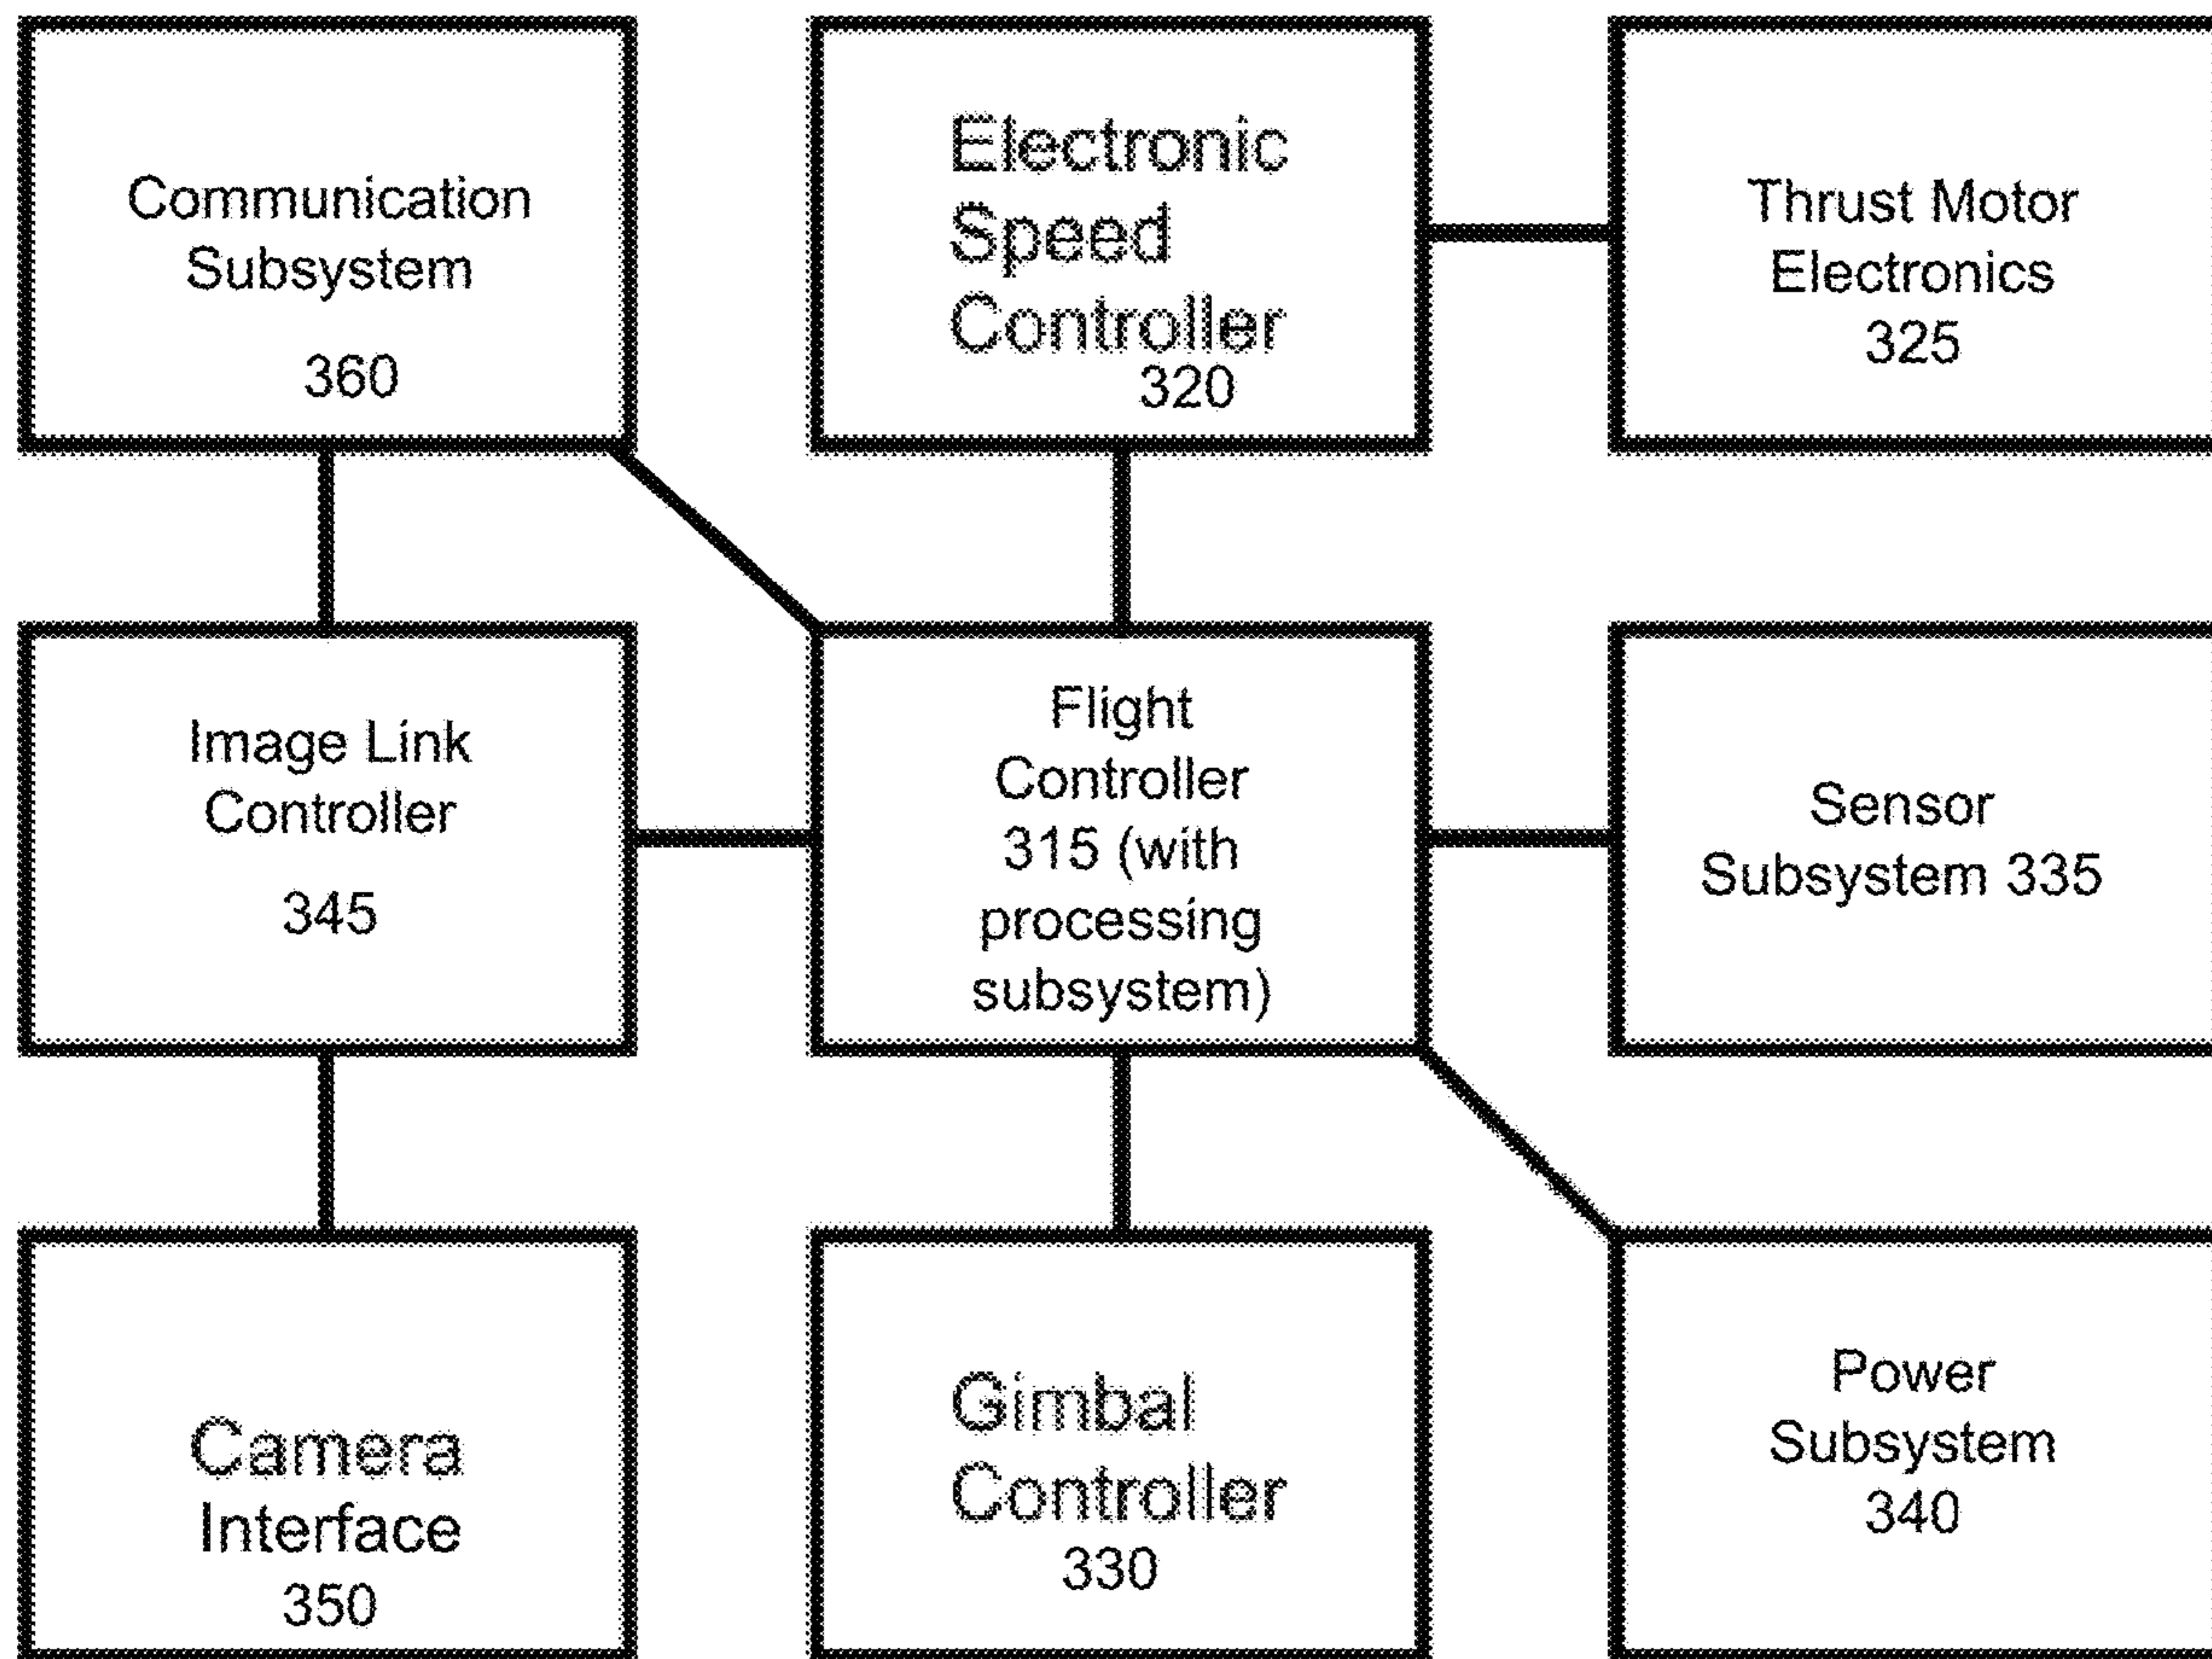 Communication
Subsystem
360
Electronic
Speed
Controller
320
Thrust Motor
Electronics
325
Image Link
Controller
345
Flight
Controller
315 (with
processing
subsystem)
Sensor
Subsystem 335
Camera
Interface
350
Gimbal
Controller
330
Power
Subsystem
340